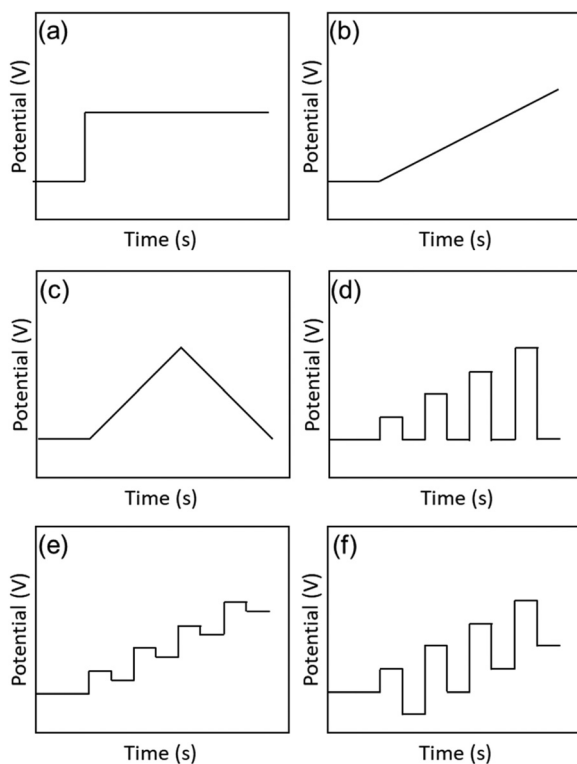 (a)
Potential (V)
Time (s)
(b)
Potential (V)
Time (s)
(c)
Potential (V)
Time (s)
(d)
Potential (V)
Time (s)
(e)
Potential (V)
Time (s)
(f)
Potential (V)
Time (s)